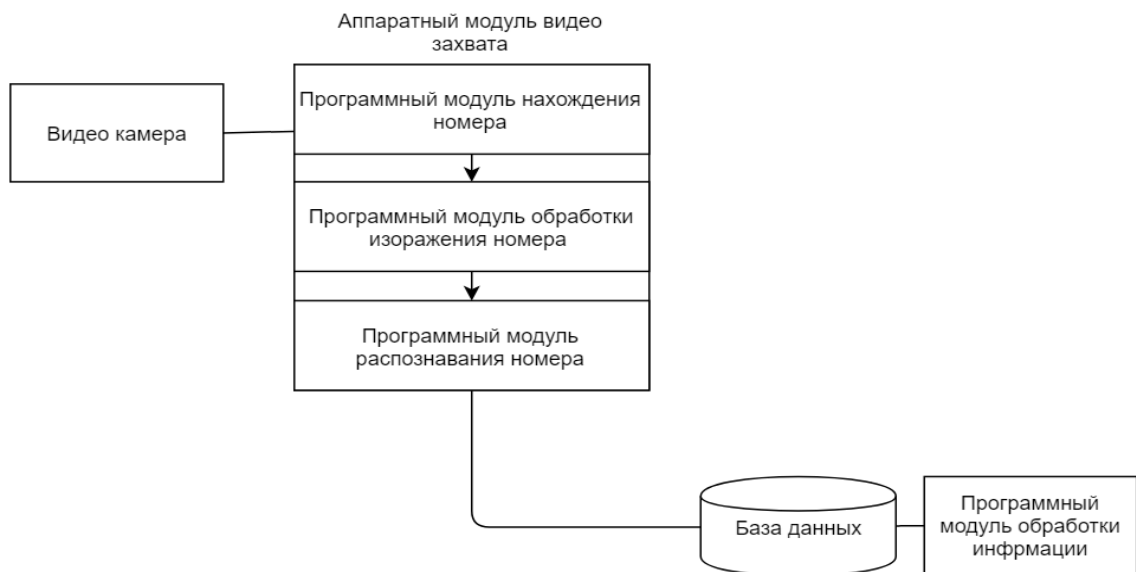 Аппаратный модуль видео
захвата
Программный модуль нахождения
номера
Видео камера
Программный модуль обработки
изоражения номера
Программный модуль
распознавания номера
База данных
Программный
модуль обработки
инфрмации